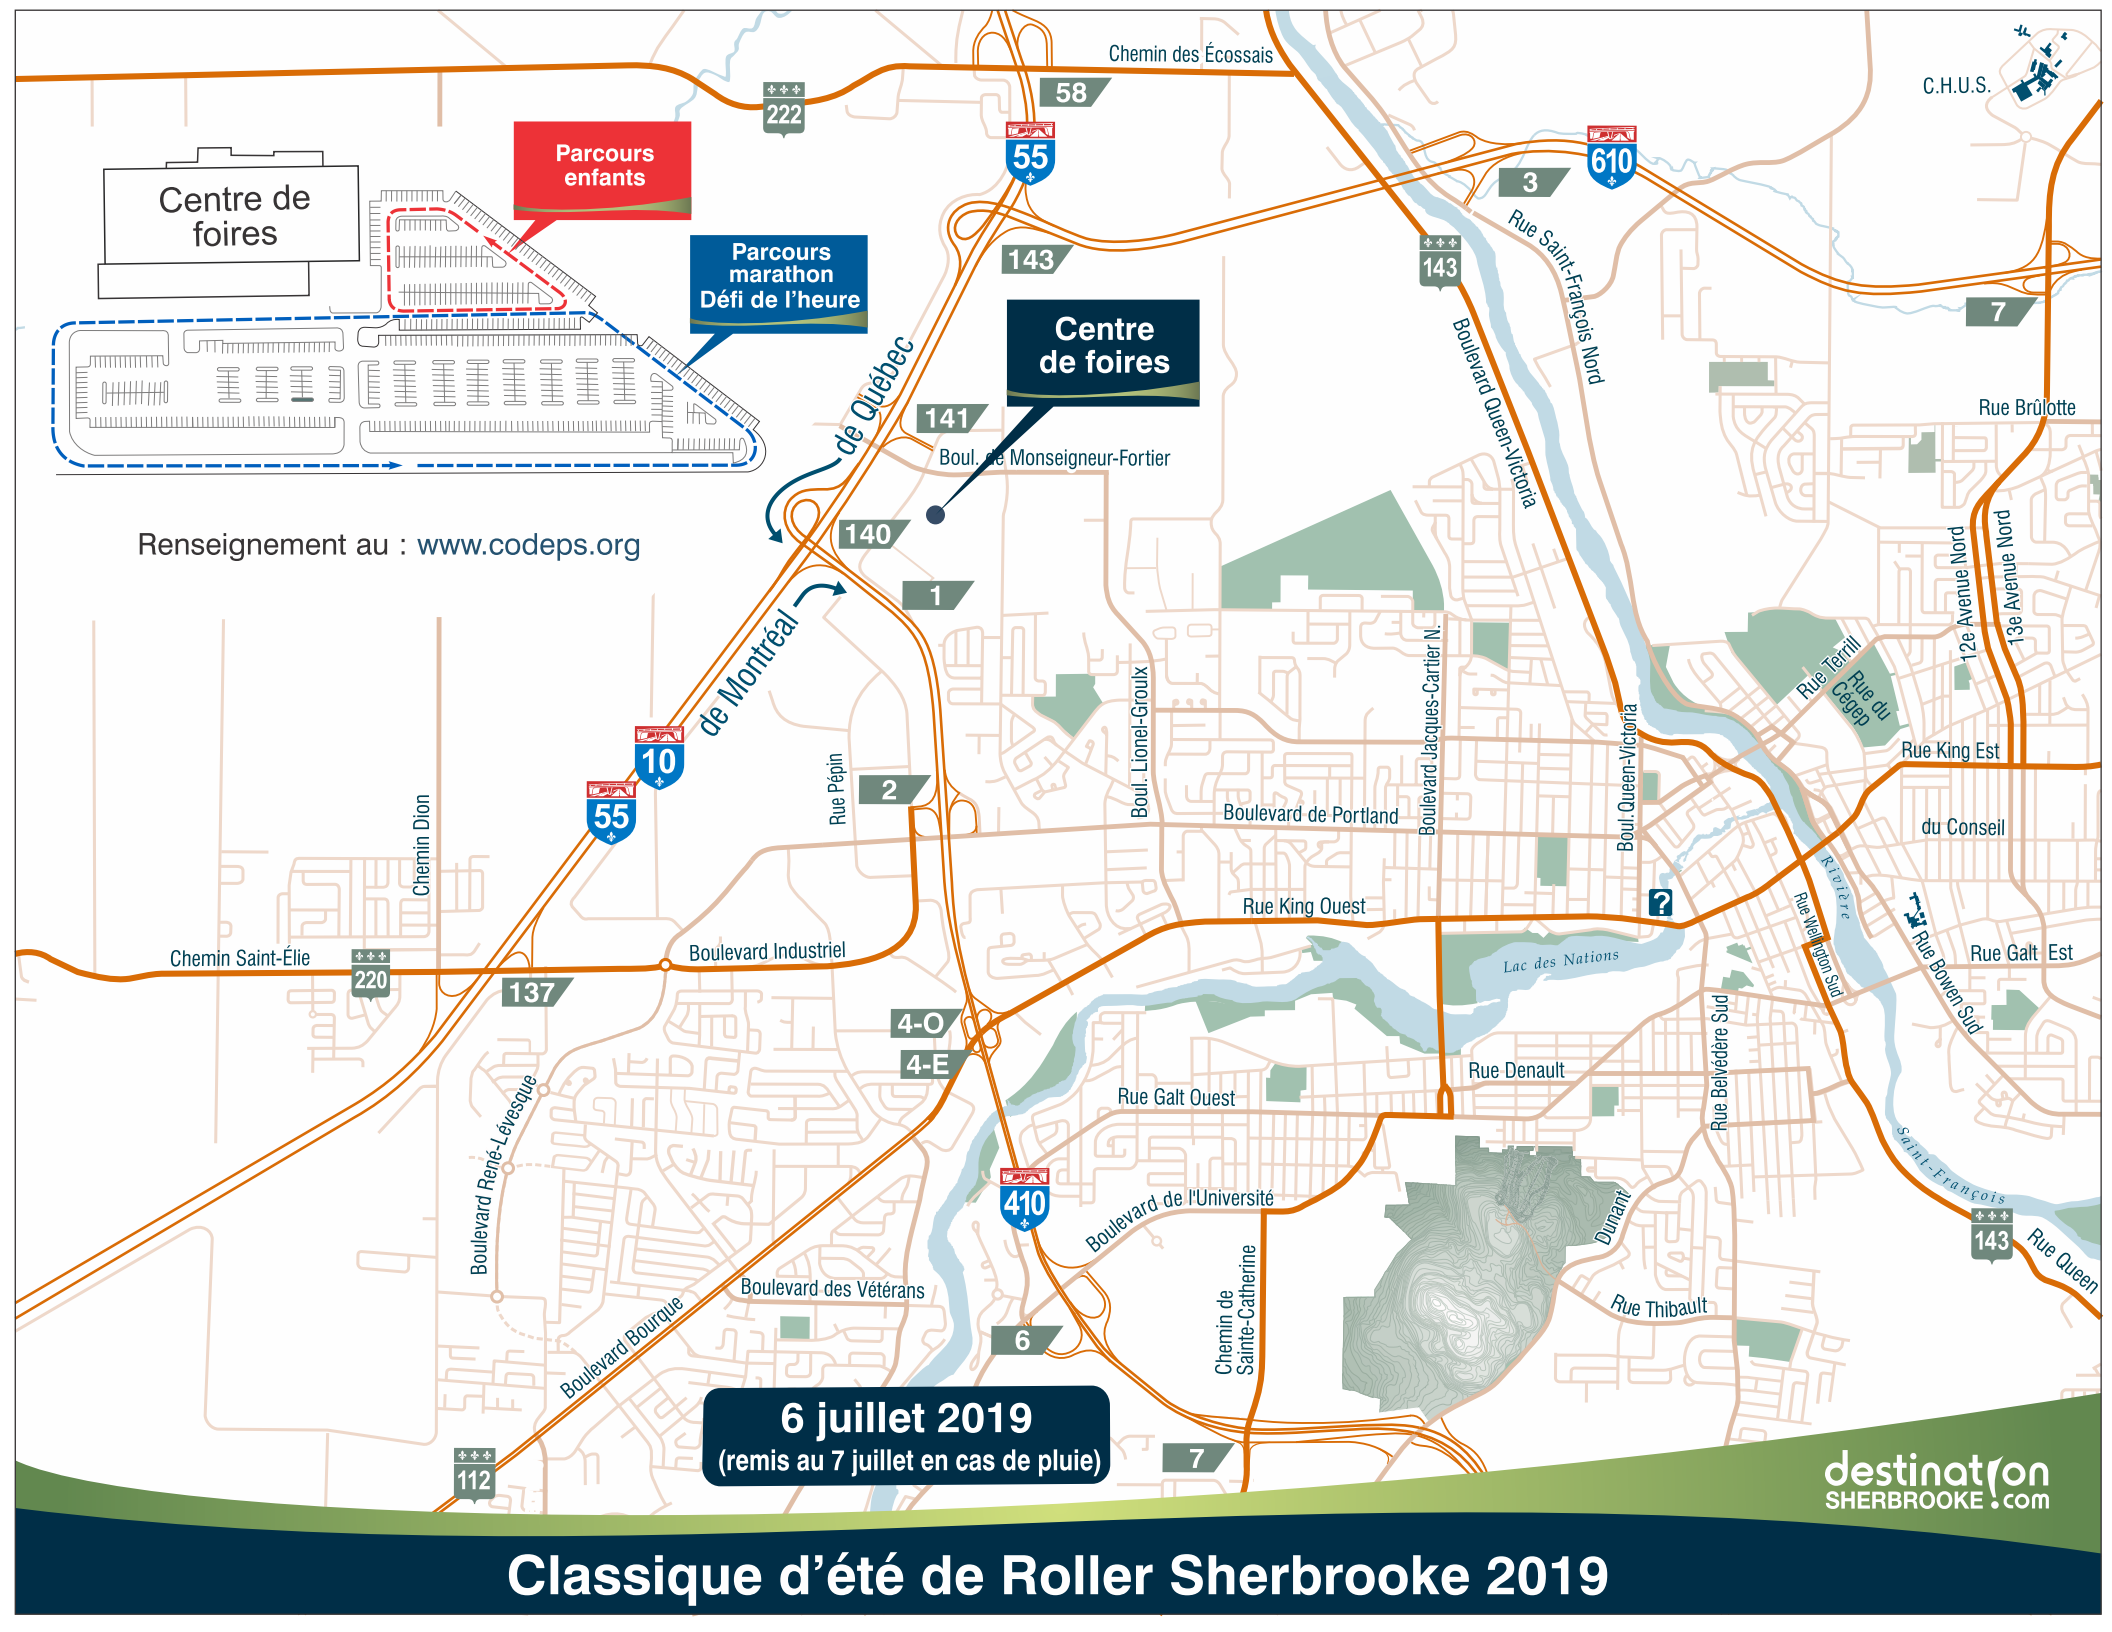 Chemin des Écossais
58
222
55
C.H.U.S.
610
3
Parcours
enfants
Centre de
foires
Parcours
marathon
Défi de l'heure
143
143
Rue Saint-François Nord
7
Centre
de foires
de Québec
141
Boul. de Monseigneur-Fortier
Boulevard Queen-Victoria
Rue Brûlotte
Renseignement au : www.codeps.org
140
1
12e Avenue Nord
13e Avenue Nord
de Montréal
Rue Terrill
Rue du
Cégep
10
55
Rue Pépin
2
Boul. Lionel-Groulx
Boulevard Jacques-Cartier N.
Boul.Queen-Victoria
Rue King Est
Boulevard de Portland
du Conseil
Chemin Dion
Rue King Ouest
?
Rivière
Rue Wellington Sud
Rue Bowen Sud
Rue Galt Est
Chemin Saint-Élie
220
Boulevard Industriel
137
Lac des Nations
4-O
4-E
Rue Belvédère Sud
Rue Denault
Rue Galt Ouest
Boulevard René-Lévesque
410
Boulevard de l'Université
Dunant
Saint-François
143
Rue Queen
Boulevard des Vétérans
Boulevard Bourque
6
Chemin de
Sainte-Catherine
Rue Thibault
6 juillet 2019
(remis au 7 juillet en cas de pluie)
7
112
destination
SHERBROOKE.com
Classique d'été de Roller Sherbrooke 2019